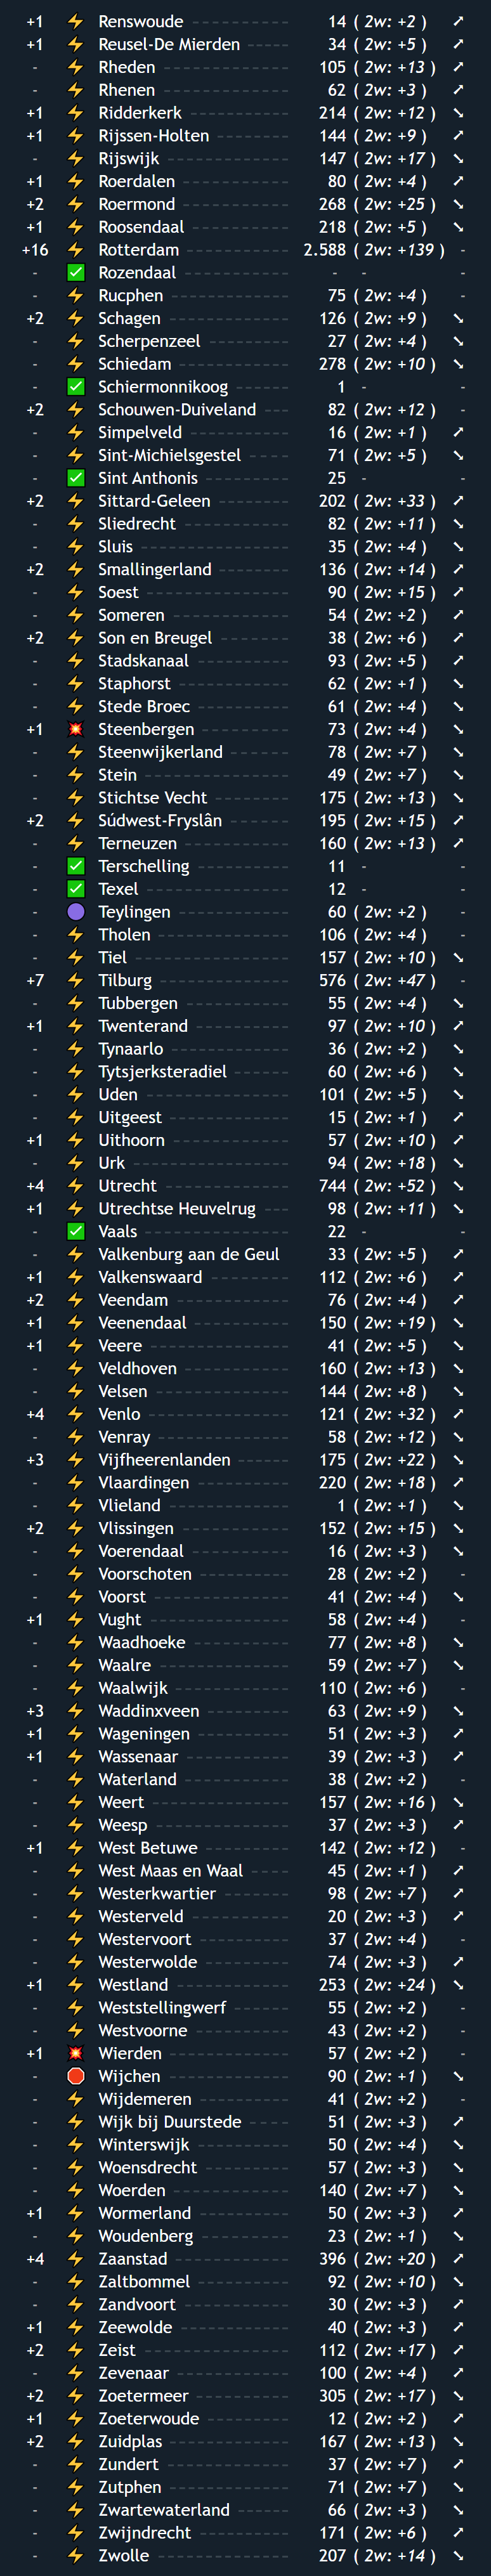 +1 ⚡ Renswoude ------------ 14 ( 2w: +2 ) ➚
+1 ⚡ Reusel-De Mierden ------ 34 ( 2w: +5 ) ➚
- ⚡ Rheden ---------------- 105 ( 2w: +13 ) ➚
- ⚡ Rhenen ---------------- 62 ( 2w: +3 ) ➚
+1 ⚡ Ridderkerk ------------- 214 ( 2w: +12 ) ➘
+1 ⚡ Rijssen-Holten --------- 144 ( 2w: +9 ) ➚
- ⚡ Rijswijk --------------- 147 ( 2w: +17 ) ➘
+1 ⚡ Roerdalen ------------- 80 ( 2w: +4 ) ➚
+2 ⚡ Roermond ------------- 268 ( 2w: +25 ) ➘
+1 ⚡ Roosendaal ------------ 218 ( 2w: +5 ) ➘
+16 ⚡ Rotterdam ------------- 2.588 ( 2w: +139 ) -
- ✅ Rozendaal ------------- - -  -
- ⚡ Rucphen --------------- 75 ( 2w: +4 ) -
+2 ⚡ Schagen --------------- 126 ( 2w: +9 ) ➘
- ⚡ Scherpenzeel ---------- 27 ( 2w: +4 ) ➘
- ⚡ Schiedam -------------- 278 ( 2w: +10 ) ➘
- ✅ Schiermonnikoog ------- 1 -  -
+2 ⚡ Schouwen-Duiveland --- 82 ( 2w: +12 ) -
- ⚡ Simpelveld ------------ 16 ( 2w: +1 ) ➚
- ⚡ Sint-Michielsgestel ----- 71 ( 2w: +5 ) ➘
- ✅ Sint Anthonis ---------- 25 -  -
+2 ⚡ Sittard-Geleen --------- 202 ( 2w: +33 ) ➚
- ⚡ Sliedrecht ------------- 82 ( 2w: +11 ) ➘
- ⚡ Sluis ------------------ 35 ( 2w: +4 ) ➘
+2 ⚡ Smallingerland --------- 136 ( 2w: +14 ) ➚
- ⚡ Soest ------------------ 90 ( 2w: +15 ) ➚
- ⚡ Someren --------------- 54 ( 2w: +2 ) ➚
+2 ⚡ Son en Breugel --------- 38 ( 2w: +6 ) ➚
- ⚡ Stadskanaal ----------- 93 ( 2w: +5 ) ➚
- ⚡ Staphorst ------------- 62 ( 2w: +1 ) ➘
- ⚡ Stede Broec ----------- 61 ( 2w: +4 ) ➘
+1 💥 Steenbergen ----------- 73 ( 2w: +4 ) ➘
- ⚡ Steenwijkerland ------- 78 ( 2w: +7 ) ➘
- ⚡ Stein ------------------ 49 ( 2w: +7 ) ➘
- ⚡ Stichtse Vecht --------- 175 ( 2w: +13 ) ➘
+2 ⚡ Súdwest-Fryslân ------- 195 ( 2w: +15 ) ➚
- ⚡ Terneuzen ------------- 160 ( 2w: +13 ) ➚
- ✅ Terschelling ----------- 11 -  -
- ✅ Texel ------------------ 12 -  -
- 🟣 Teylingen ------------- 60 ( 2w: +2 ) -
- ⚡ Tholen ---------------- 106 ( 2w: +4 ) -
- ⚡ Tiel -------------------- 157 ( 2w: +10 ) ➘
+7 ⚡ Tilburg ---------------- 576 ( 2w: +47 ) -
- ⚡ Tubbergen ------------- 55 ( 2w: +4 ) ➘
+1 ⚡ Twenterand ------------ 97 ( 2w: +10 ) ➚
- ⚡ Tynaarlo -------------- 36 ( 2w: +2 ) ➘
- ⚡ Tytsjerksteradiel ------- 60 ( 2w: +6 ) ➘
- ⚡ Uden ------------------ 101 ( 2w: +5 ) ➘
- ⚡ Uitgeest --------------- 15 ( 2w: +1 ) ➚
+1 ⚡ Uithoorn -------------- 57 ( 2w: +10 ) ➚
- ⚡ Urk -------------------- 94 ( 2w: +18 ) ➘
+4 ⚡ Utrecht ---------------- 744 ( 2w: +52 ) ➘
+1 ⚡ Utrechtse Heuvelrug --- 98 ( 2w: +11 ) ➘
- ✅ Vaals ------------------ 22 -  -
- ⚡ Valkenburg aan de Geul 33 ( 2w: +5 ) ➚
+1 ⚡ Valkenswaard ---------- 112 ( 2w: +6 ) ➚
+2 ⚡ Veendam -------------- 76 ( 2w: +4 ) ➚
+1 ⚡ Veenendaal ------------ 150 ( 2w: +19 ) ➘
+1 ⚡ Veere ----------------- 41 ( 2w: +5 ) ➘
- ⚡ Veldhoven ------------- 160 ( 2w: +13 ) ➘
- ⚡ Velsen ----------------- 144 ( 2w: +8 ) ➘
+4 ⚡ Venlo ------------------ 121 ( 2w: +32 ) ➚
- ⚡ Venray ---------------- 58 ( 2w: +12 ) ➘
+3 ⚡ Vijfheerenlanden ------ 175 ( 2w: +22 ) ➘
- ⚡ Vlaardingen ----------- 220 ( 2w: +18 ) ➚
- ⚡ Vlieland --------------- 1 ( 2w: +1 ) ➘
+2 ⚡ Vlissingen ------------- 152 ( 2w: +15 ) ➘
- ⚡ Voerendaal ------------ 16 ( 2w: +3 ) ➘
- ⚡ Voorschoten ----------- 28 ( 2w: +2 ) -
- ⚡ Voorst ----------------- 41 ( 2w: +4 ) ➘
+1 ⚡ Vught ----------------- 58 ( 2w: +4 ) -
- ⚡ Waadhoeke ------------ 77 ( 2w: +8 ) ➘
- ⚡ Waalre ---------------- 59 ( 2w: +7 ) ➘
- ⚡ Waalwijk -------------- 110 ( 2w: +6 ) -
+3 ⚡ Waddinxveen ---------- 63 ( 2w: +9 ) ➘
+1 ⚡ Wageningen ----------- 51 ( 2w: +3 ) ➚
+1 ⚡ Wassenaar ------------- 39 ( 2w: +3 ) ➚
- ⚡ Waterland ------------- 38 ( 2w: +2 ) -
- ⚡ Weert ----------------- 157 ( 2w: +16 ) ➘
- ⚡ Weesp ----------------- 37 ( 2w: +3 ) ➚
+1 ⚡ West Betuwe ---------- 142 ( 2w: +12 ) -
- ⚡ West Maas en Waal ----- 45 ( 2w: +1 ) ➚
- ⚡ Westerkwartier -------- 98 ( 2w: +7 ) ➚
- ⚡ Westerveld ------------ 20 ( 2w: +3 ) ➚
- ⚡ Westervoort ----------- 37 ( 2w: +4 ) -
- ⚡ Westerwolde ---------- 74 ( 2w: +3 ) ➚
+1 ⚡ Westland -------------- 253 ( 2w: +24 ) ➘
- ⚡ Weststellingwerf ------- 55 ( 2w: +2 ) -
- ⚡ Westvoorne ----------- 43 ( 2w: +2 ) -
+1 💥 Wierden --------------- 57 ( 2w: +2 ) -
- 🛑 Wijchen --------------- 90 ( 2w: +1 ) ➘
- ⚡ Wijdemeren ----------- 41 ( 2w: +2 ) -
- ⚡ Wijk bij Duurstede ----- 51 ( 2w: +3 ) ➚
- ⚡ Winterswijk ----------- 50 ( 2w: +4 ) ➘
- ⚡ Woensdrecht ---------- 57 ( 2w: +3 ) ➘
- ⚡ Woerden -------------- 140 ( 2w: +7 ) ➘
+1 ⚡ Wormerland ----------- 50 ( 2w: +3 ) ➚
- ⚡ Woudenberg ----------- 23 ( 2w: +1 ) ➘
+4 ⚡ Zaanstad -------------- 396 ( 2w: +20 ) ➚
- ⚡ Zaltbommel ----------- 92 ( 2w: +10 ) ➘
- ⚡ Zandvoort ------------- 30 ( 2w: +3 ) ➚
+1 ⚡ Zeewolde -------------- 40 ( 2w: +3 ) ➚
+2 ⚡ Zeist ------------------ 112 ( 2w: +17 ) ➚
- ⚡ Zevenaar -------------- 100 ( 2w: +4 ) ➚
+2 ⚡ Zoetermeer ------------ 305 ( 2w: +17 ) ➘
+1 ⚡ Zoeterwoude ---------- 12 ( 2w: +2 ) ➚
+2 ⚡ Zuidplas --------------- 167 ( 2w: +13 ) ➘
- ⚡ Zundert --------------- 37 ( 2w: +7 ) ➚
- ⚡ Zutphen --------------- 71 ( 2w: +7 ) ➘
- ⚡ Zwartewaterland ------ 66 ( 2w: +3 ) ➘
- ⚡ Zwijndrecht ----------- 171 ( 2w: +6 ) ➚
- ⚡ Zwolle ----------------- 207 ( 2w: +14 ) ➘